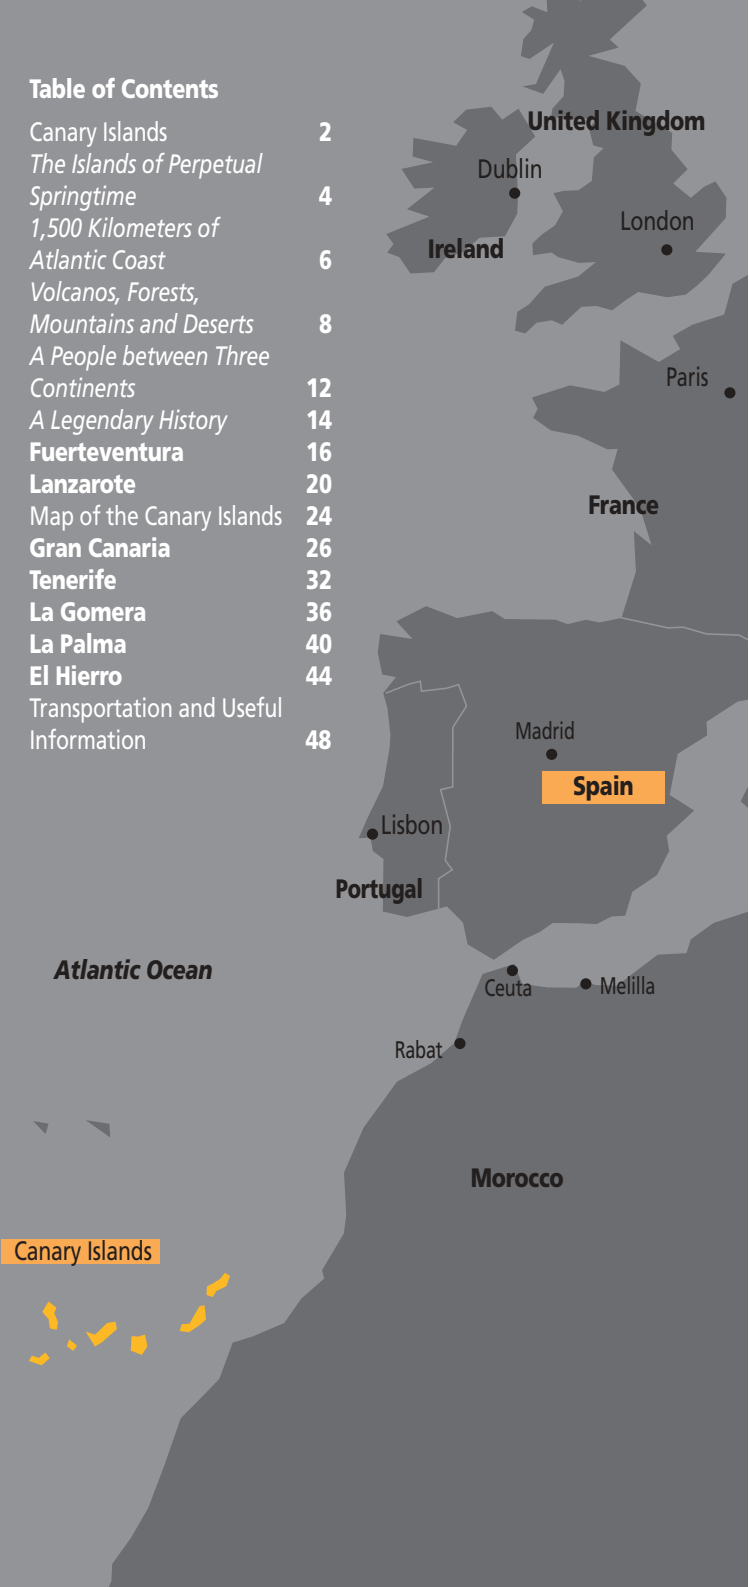 Table of Contents
Canary Islands 2
The Islands of Perpetual
Springtime 4
1,500 Kilometers of
Atlantic Coast 6
Volcanos, Forests,
Mountains and Deserts 8
A People between Three
Continents 12
A Legendary History 14
Fuerteventura 16
Lanzarote 20
Map of the Canary Islands 24
Gran Canaria 26
Tenerife 32
La Gomera 36
La Palma 40
El Hierro 44
Transportation and Useful
Information 48
United Kingdom
Dublin
London
Ireland
Paris
France
Madrid
Spain
Lisbon
Portugal
Atlantic Ocean
Ceuta
Melilla
Rabat
Morocco
Canary Islands